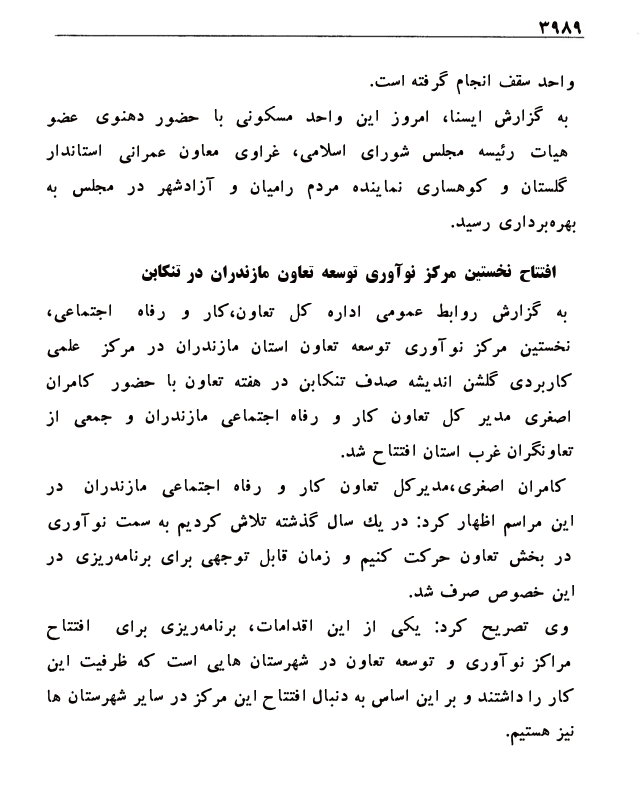 ۳۹۸۹
واحد سقف انجام گرفته است.
به گزارش ایسنا، امروز این واحد مسکونی با حضور دهنوی عضو
هیات رئیسه مجلس شورای اسلامی، غراوی معاون عمرانی استاندار
گلستان و کوهساری نماینده مردم رامیان و آزادشهر در مجلس به
بهره‌برداری رسید.
افتتاح نخستین مرکز نوآوری توسعه تعاون مازندران در تنکابن
به گزارش روابط عمومی اداره کل تعاون،کار و رفاه اجتماعی،
نخستین مرکز نوآوری توسعه تعاون استان مازندران در مرکز علمی
کاربردی گلشن اندیشه صدف تنکابن در هفته تعاون با حضور کامران
اصغری مدیر کل تعاون کار و رفاه اجتماعی مازندران و جمعی از
تعاونگران غرب استان افتتاح شد.
کامران اصغری،مدیرکل تعاون کار و رفاه اجتماعی مازندران در
این مراسم اظهار کرد: در یك سال گذشته تلاش کردیم به سمت نوآوری
در بخش تعاون حرکت کنیم و زمان قابل توجهی برای برنامه‌ریزی در
این خصوص صرف شد.
وی تصریح کرد: یکی از این اقدامات، برنامه‌ریزی برای افتتاح
مراکز نوآوری و توسعه تعاون در شهرستان هایی است که ظرفیت این
کار را داشتند و بر این اساس به دنبال افتتاح این مرکز در سایر شهرستان ها
نیز هستیم.